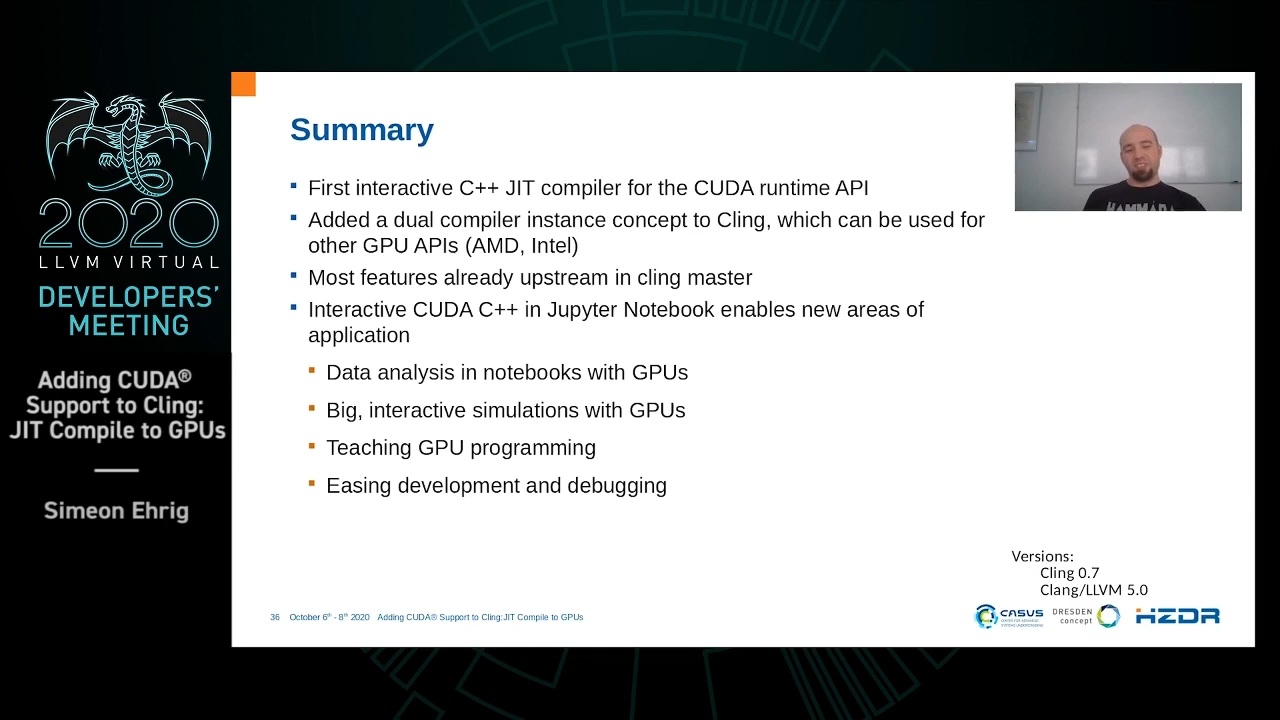 2020
LLVM VIRTUAL
DEVELOPERS'
MEETING
Adding CUDA®
Support to Cling:
JIT Compile to GPUs
Simeon Ehrig
Summary
First interactive C++ JIT compiler for the CUDA runtime API
Added a dual compiler instance concept to Cling, which can be used for
other GPU APIs (AMD, Intel)
Most features already upstream in cling master
Interactive CUDA C++ in Jupyter Notebook enables new areas of
application
Data analysis in notebooks with GPUs
Big, interactive simulations with GPUs
Teaching GPU programming
Easing development and debugging
Versions:
Cling 0.7
Clang/LLVM 5.0
36 October 6th - 8th 2020 Adding CUDA® Support to Cling:JIT Compile to GPUs
CASUS
DRESDEN
concept
HZDR